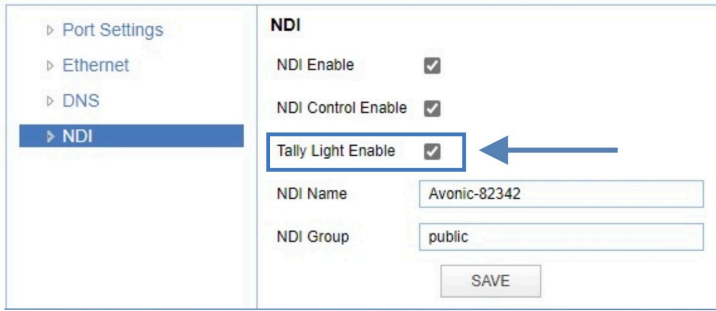 Port Settings
Ethernet
DNS
NDI
NDI
NDI Enable
NDI Control Enable
Tally Light Enable
NDI Name Avonic-82342
NDI Group public
SAVE